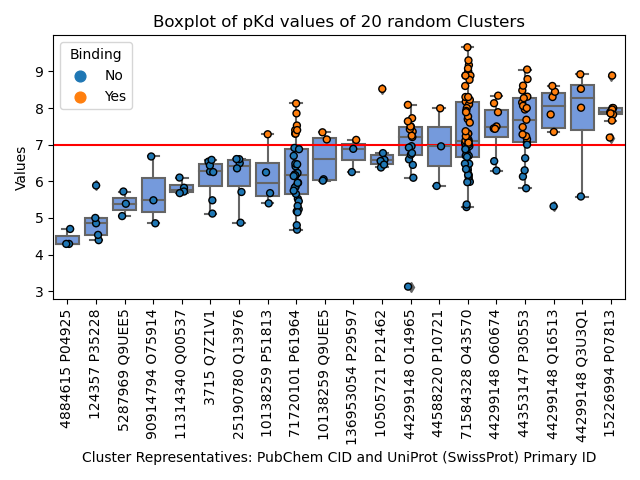 Boxplot of pKd values of 20 random Clusters
Binding
No
Yes
Values
9
8
7
6
5
4
3
4884615 P04925
124357 P35228
5287969 Q9UEE5
90914794 O75914
11314340 Q00537
3715 Q7Z1V1
25190780 Q13976
10138259 P51813
71720101 P61964
10138259 Q9UEE5
136953054 P29597
10505721 P21462
44299148 O14965
44588220 P10721
71584328 O43570
44299148 O60674
44353147 P30553
44299148 Q16513
44299148 Q3U3Q1
15226994 P07813
Cluster Representatives: PubChem CID and UniProt (SwissProt) Primary ID